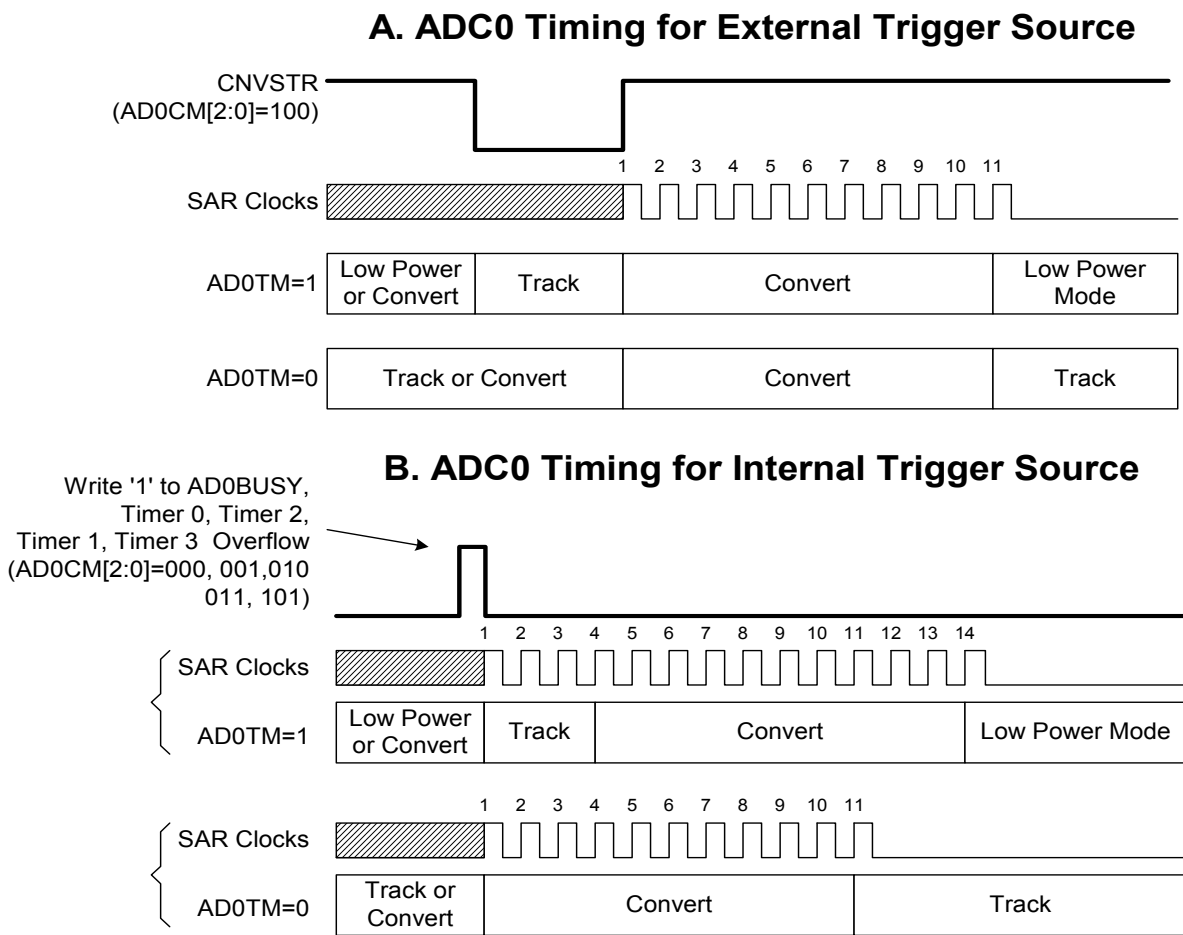 A. ADC0 Timing for External Trigger Source
CNVSTR
(AD0CM[2:0]=100)
1 2 3 4 5 6 7 8 9 10 11
SAR Clocks
AD0TM=1
Low Power
or Convert
Track
Convert
Low Power
Mode
AD0TM=0
Track or Convert
Convert
Track
B. ADC0 Timing for Internal Trigger Source
Write '1' to AD0BUSY,
Timer 0, Timer 2,
Timer 1, Timer 3 Overflow
(AD0CM[2:0]=000, 001,010
011, 101)
1 2 3 4 5 6 7 8 9 10 11 12 13 14
SAR Clocks
AD0TM=1
Low Power
or Convert
Track
Convert
Low Power Mode
1 2 3 4 5 6 7 8 9 10 11
SAR Clocks
AD0TM=0
Track or
Convert
Convert
Track